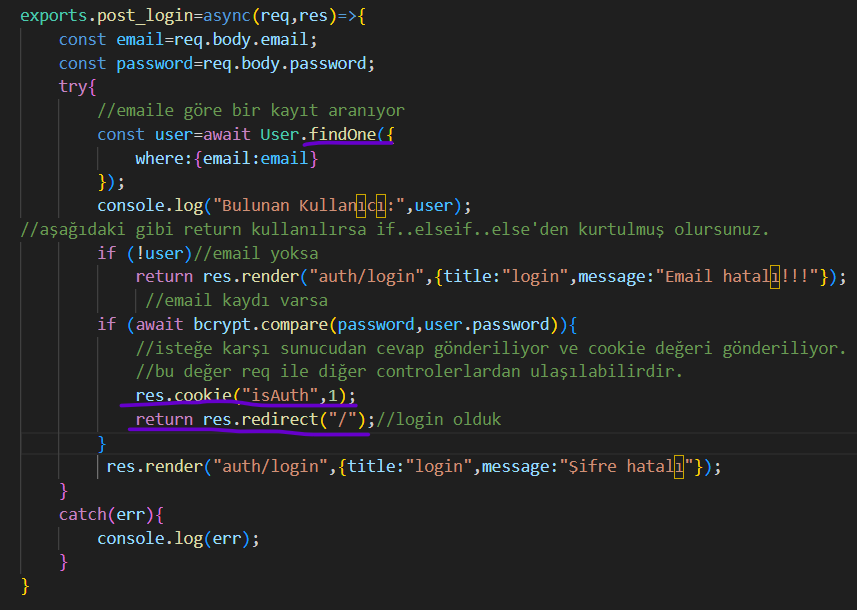 exports.post_login=async(req,res)=>{
const email=req.body.email;
const password=req.body.password;
try{
//emaile göre bir kayıt aranıyor
const user=await User.findOne({
where:{email:email}
});
console.log("Bulunan Kullanıcı:",user);
//aşağıdaki gibi return kullanılırsa if..elseif..else'den kurtulmuş olursunuz.
if (!user)//email yoksa
return res.render("auth/login",{title:"login",message:"Email hatalı!!!"});
//email kaydı varsa
if (await bcrypt.compare(password,user.password)){
//isteğe karşı sunucudan cevap gönderiliyor ve cookie değeri gönderiliyor.
//bu değer req ile diğer controlerlardan ulaşılabilirdir.
res.cookie("isAuth",1);
return res.redirect("/");//login olduk
}
res.render("auth/login",{title:"login",message:"Şifre hatalı"});
}
catch(err){
console.log(err);
}
}